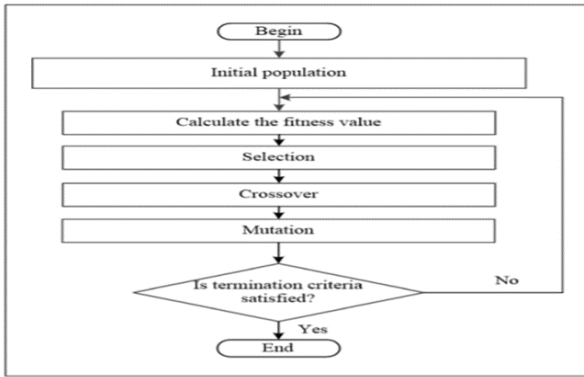 Begin
Initial population
Calculate the fitness value
Selection
Crossover
Mutation
Is termination criteria
satisfied?
No
Yes
End